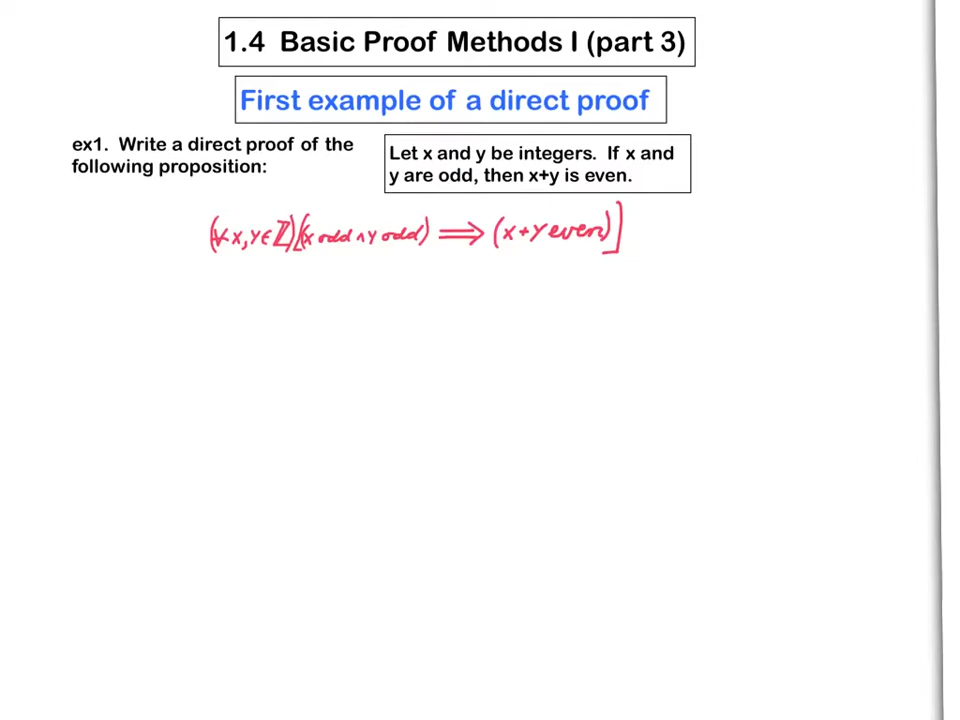 1.4 Basic Proof Methods I (part 3)
First example of a direct proof
ex1. Write a direct proof of the
following proposition:
Let x and y be integers. If x and
y are odd, then x+y is even.
(∀x,y∈ℤ)[(x odd ∧ y odd) ⟹ (x+y even)]